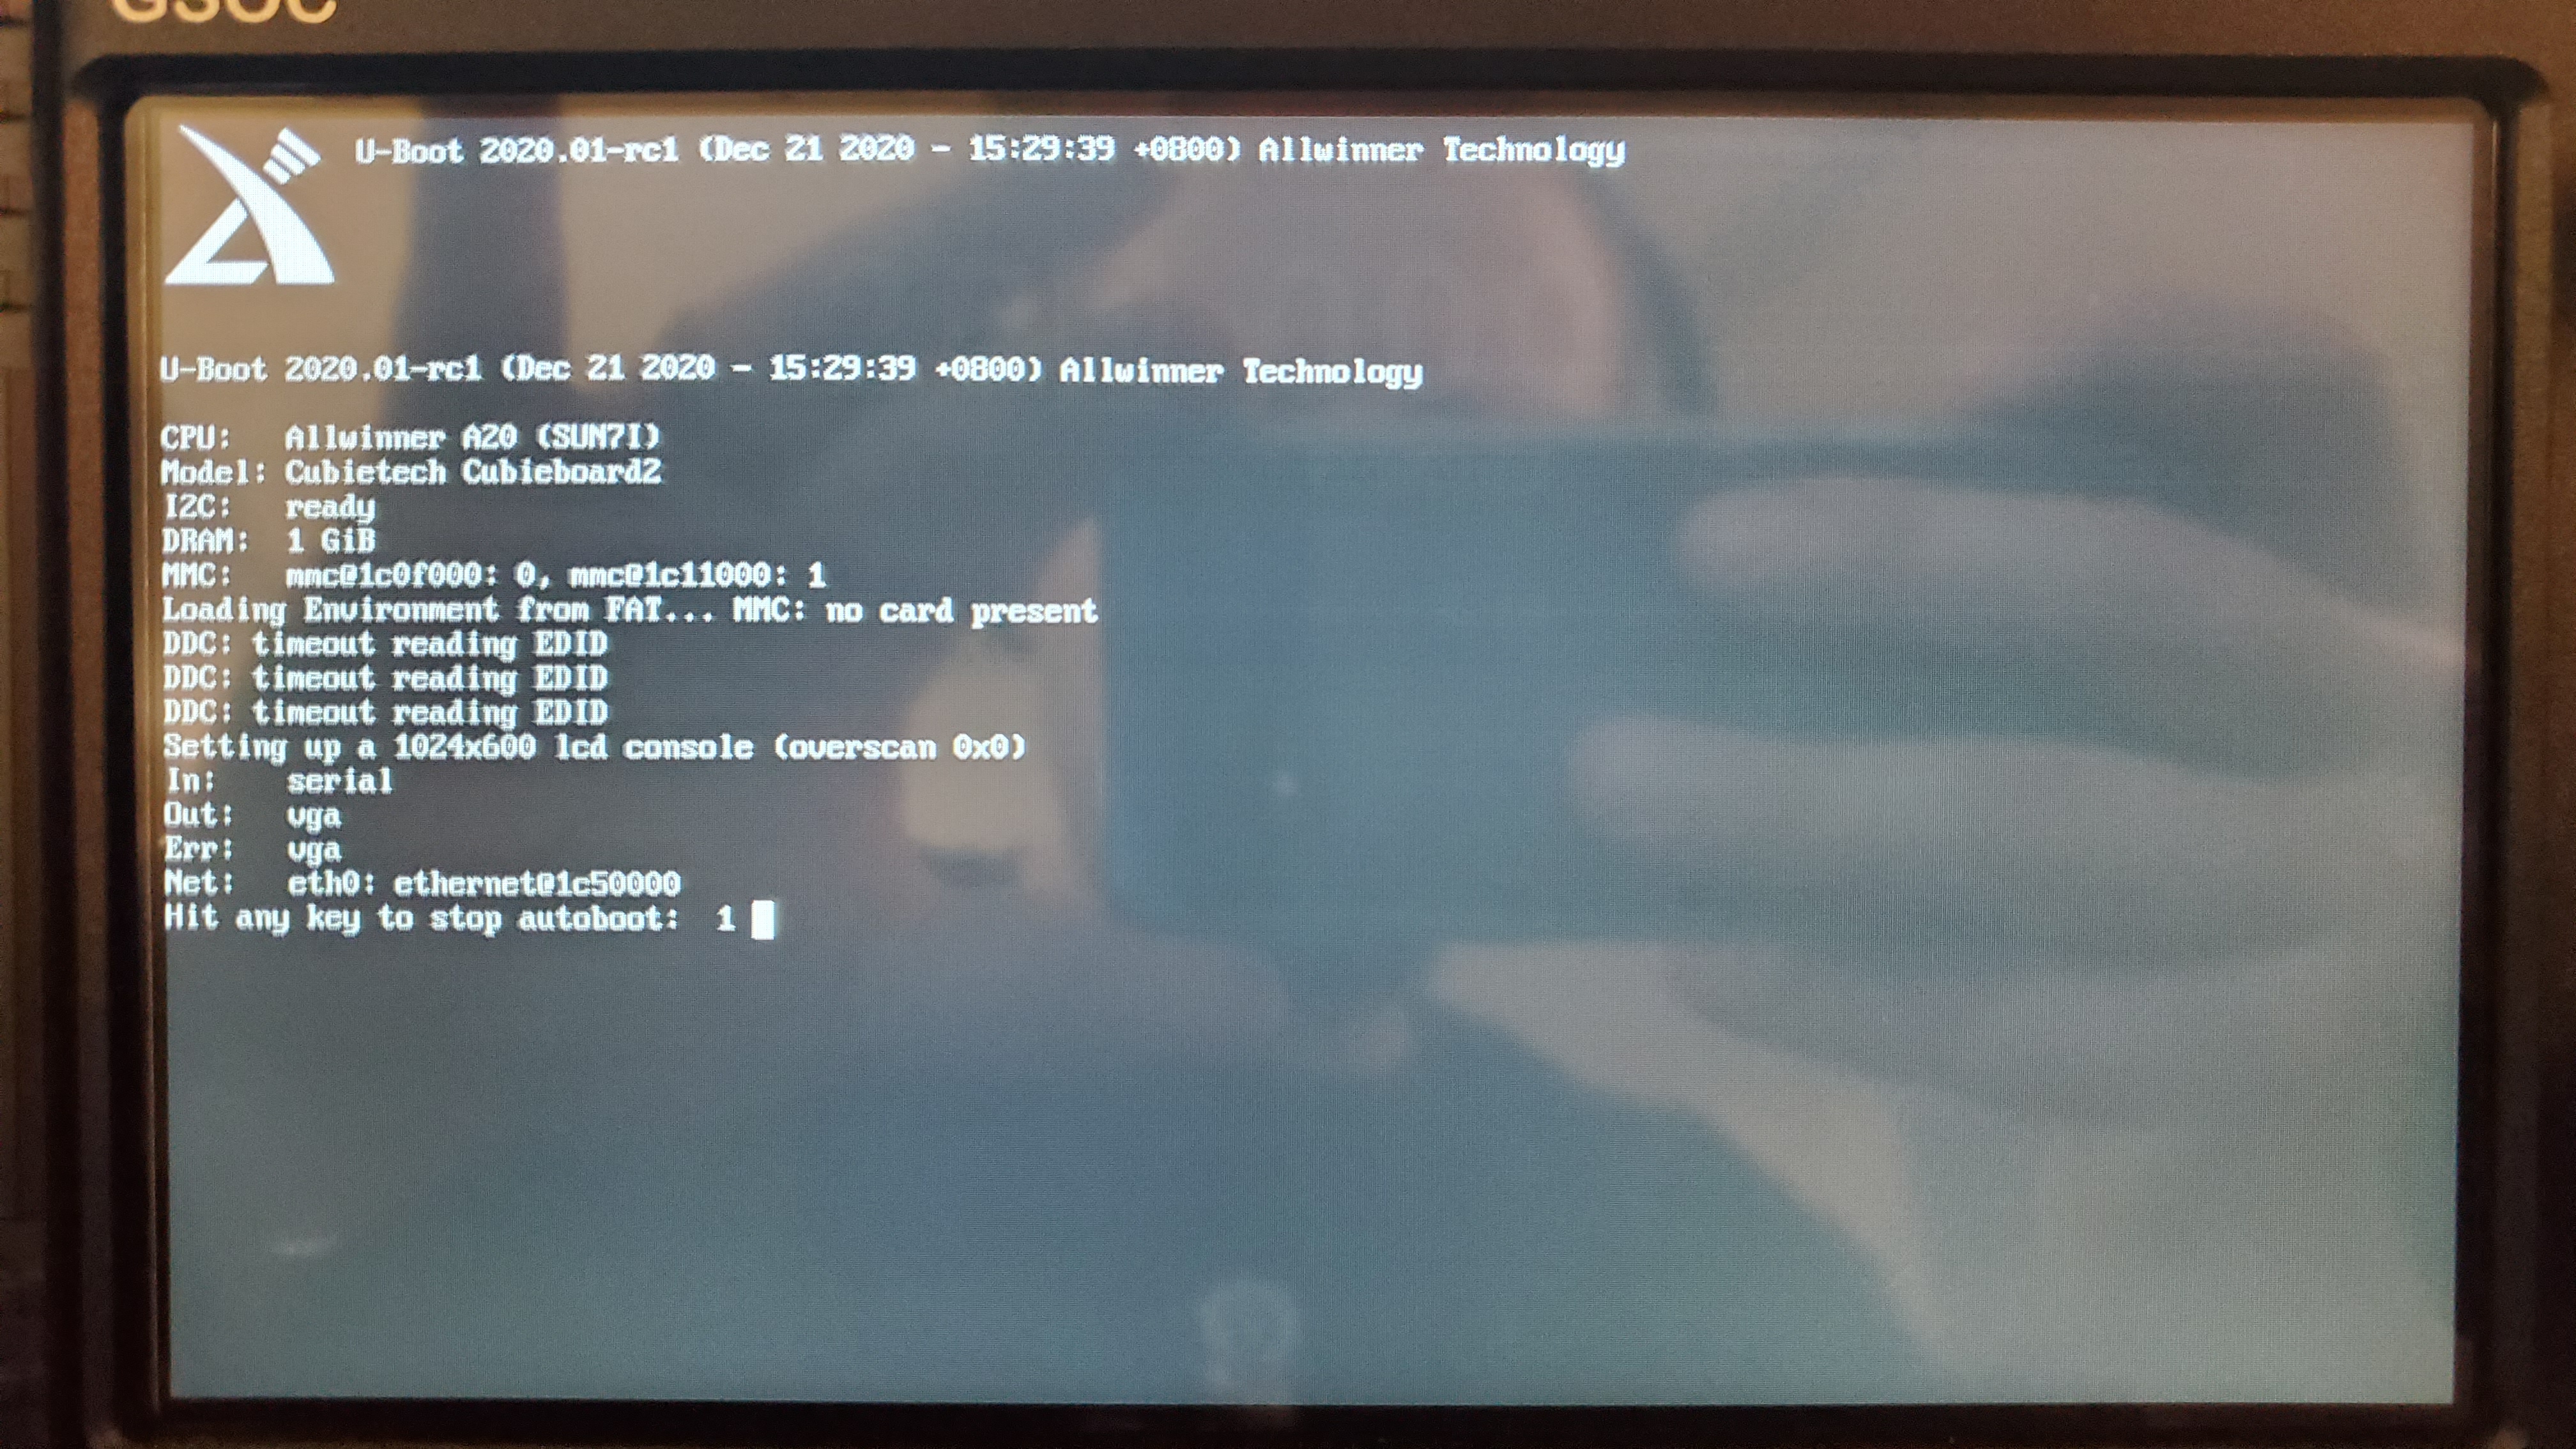 GSOC
U-Boot 2020.01-rc1 (Dec 21 2020 - 15:29:39 +0800) Allwinner Technology
U-Boot 2020.01-rc1 (Dec 21 2020 - 15:29:39 +0800) Allwinner Technology
CPU: Allwinner A20 (SUN7I)
Model: Cubietech Cubieboard2
I2C: ready
DRAM: 1 GiB
MMC: mmc@1c0f000: 0, mmc@1c11000: 1
Loading Environment from FAT... MMC: no card present
DDC: timeout reading EDID
DDC: timeout reading EDID
DDC: timeout reading EDID
Setting up a 1024x600 lcd console (overscan 0x0)
In: serial
Out: vga
Err: vga
Net: eth0: ethernet@1c50000
Hit any key to stop autoboot: 1